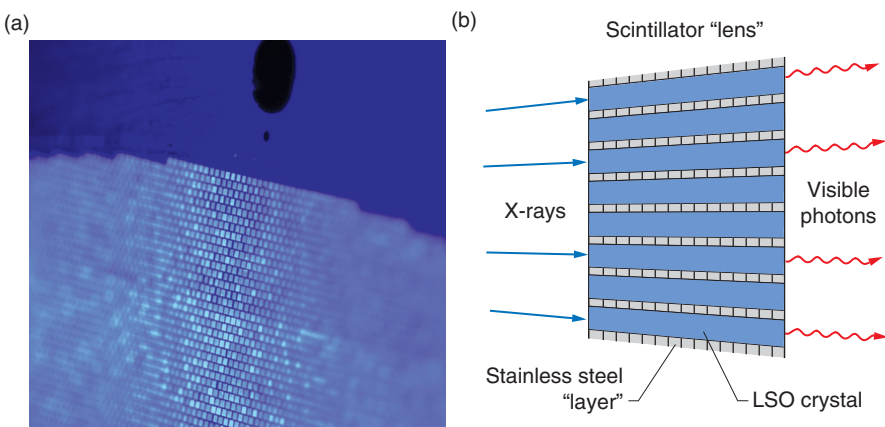 (a)
(b)
Scintillator “lens”
X-rays
Visible
photons
Stainless steel
“layer”
LSO crystal